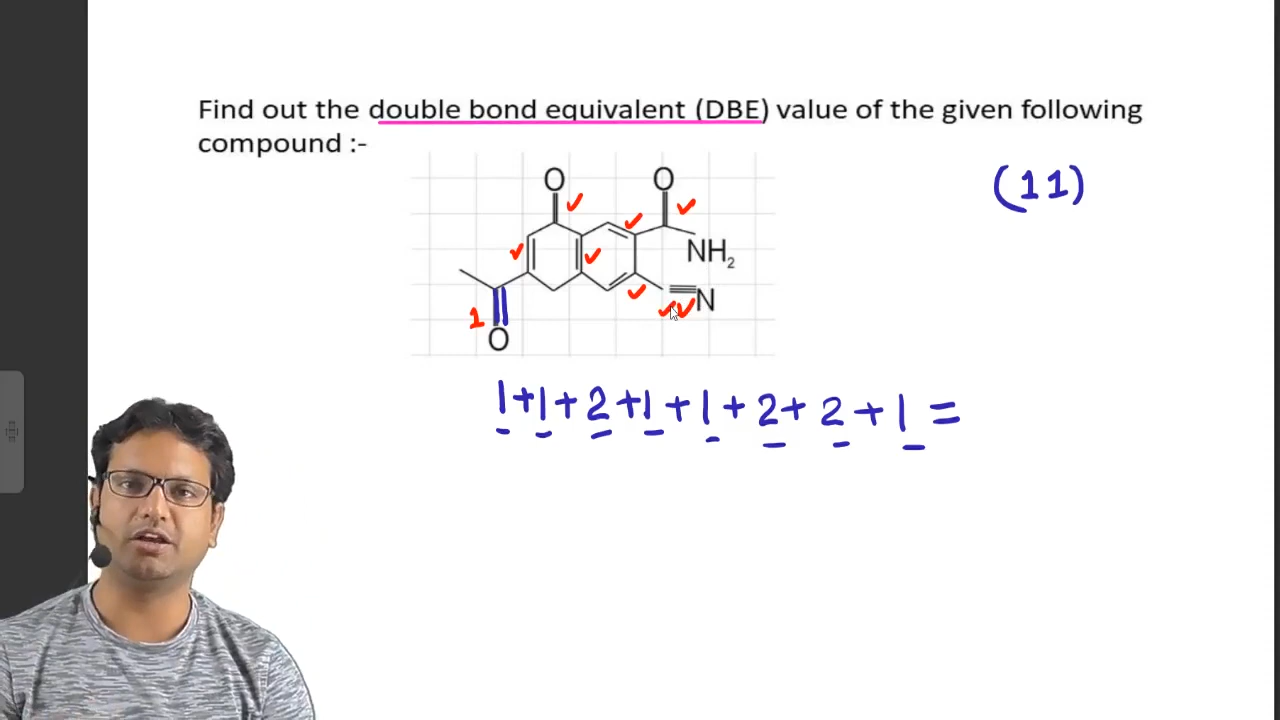 Find out the double bond equivalent (DBE) value of the given following
compound :-
(11)
O
O
NH₂
N
1
O
1+1+2+1+1+2+2+1=